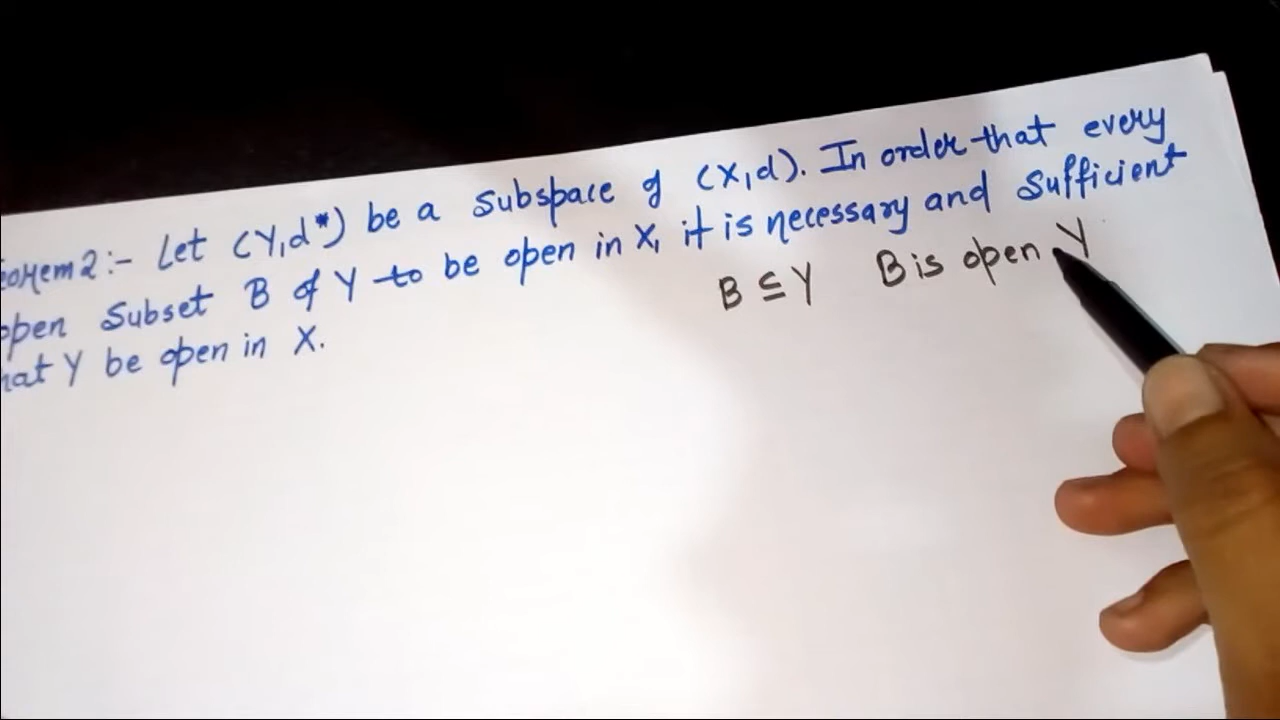 eorem 2:- Let (Y,d*) be a Subspace of (X,d). In order that every
open Subset B of Y to be open in X, it is necessary and Sufficient
hat Y be open in X.
B ⊆ Y B is open Y